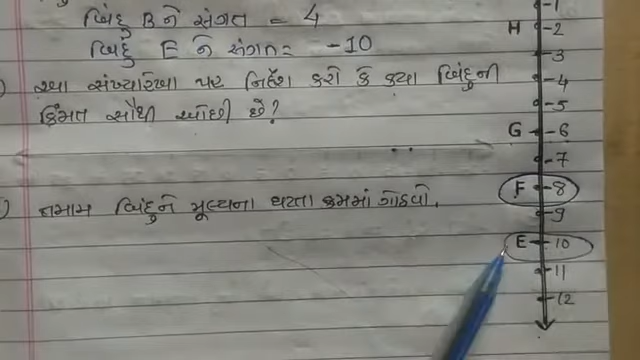 બિંદુ B ને સંગત = 4
બિંદુ E ને સંગત = -10
આ સંખ્યારેખા પર નિર્દેશ કરો કે કયા બિંદુની
કિંમત સૌથી ઓછી છે?
તમામ બિંદુને મૂલ્યના ઘટતા ક્રમમાં ગોઠવો.
-1
H -2
-3
-4
-5
G -6
-7
F -8
-9
E -10
-11
-12